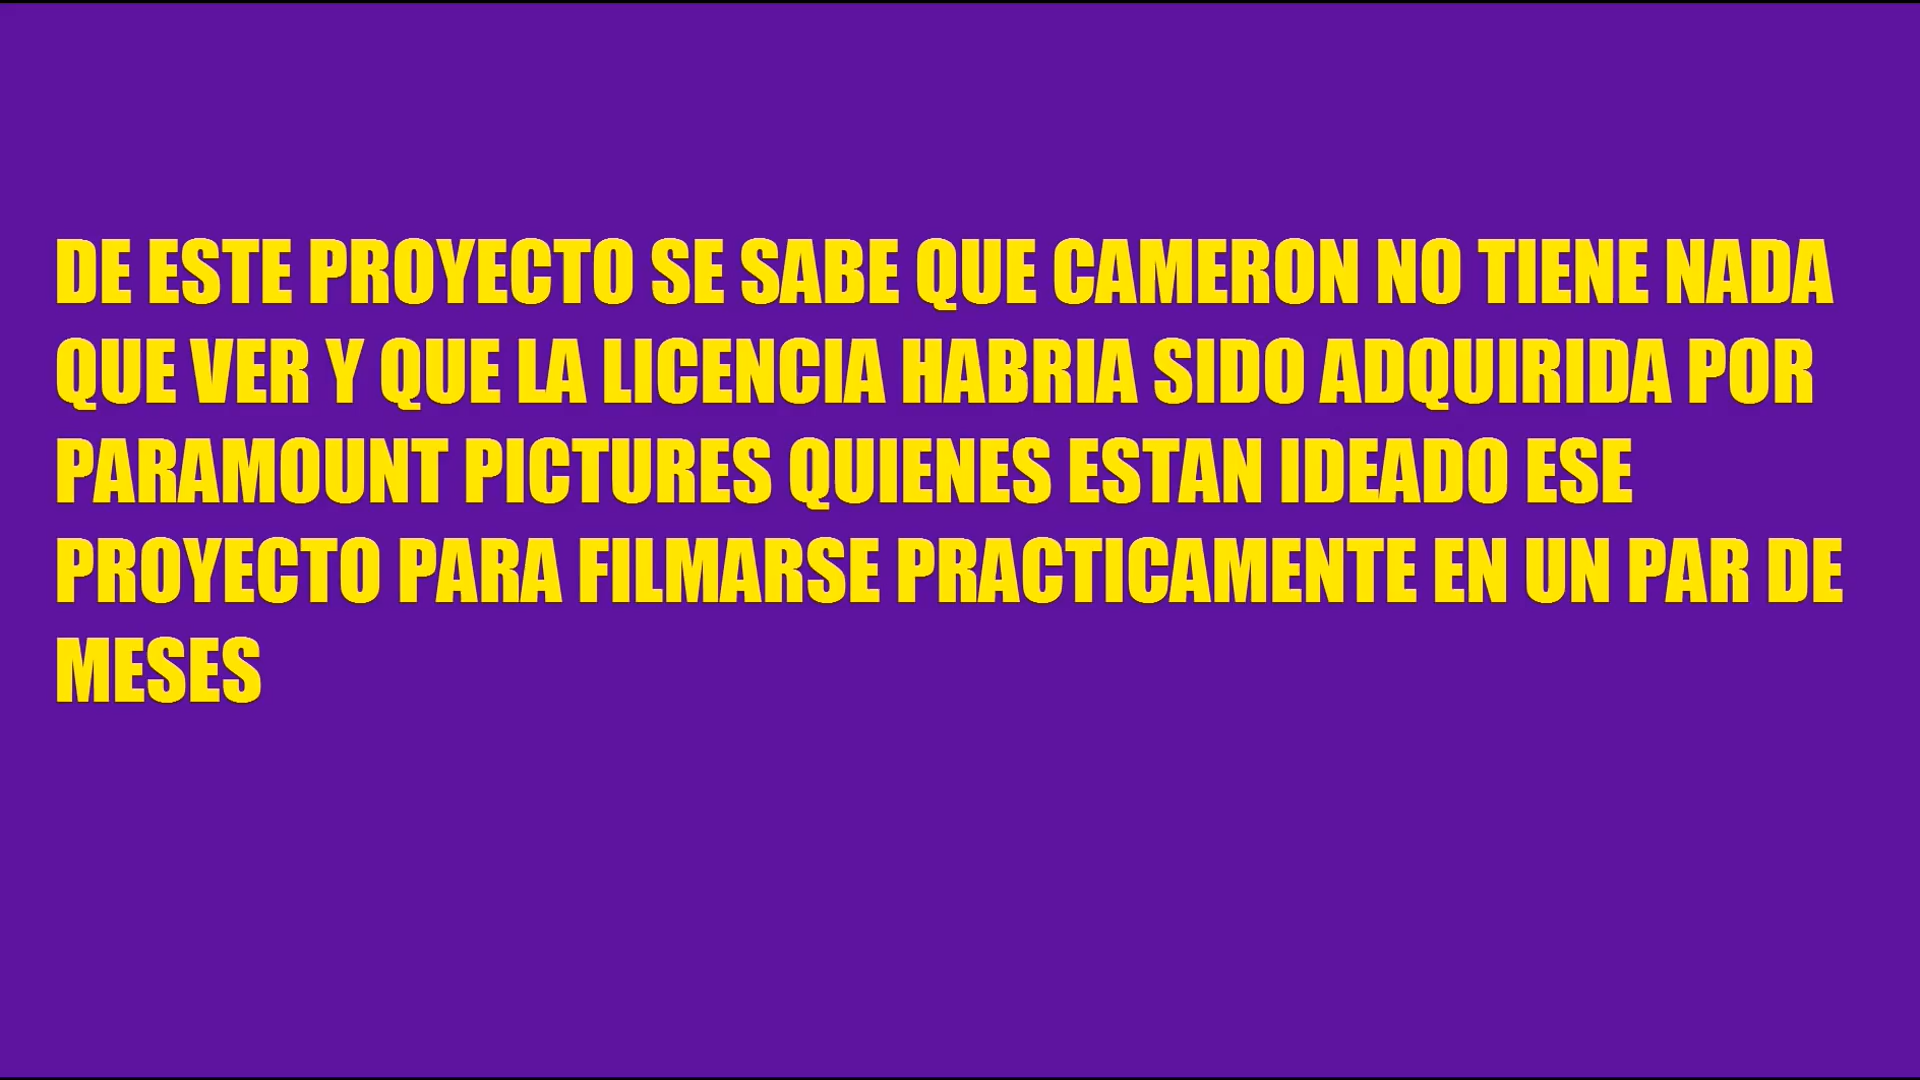 DE ESTE PROYECTO SE SABE QUE CAMERON NO TIENE NADA
QUE VER Y QUE LA LICENCIA HABRIA SIDO ADQUIRIDA POR
PARAMOUNT PICTURES QUIENES ESTAN IDEADO ESE
PROYECTO PARA FILMARSE PRACTICAMENTE EN UN PAR DE
MESES